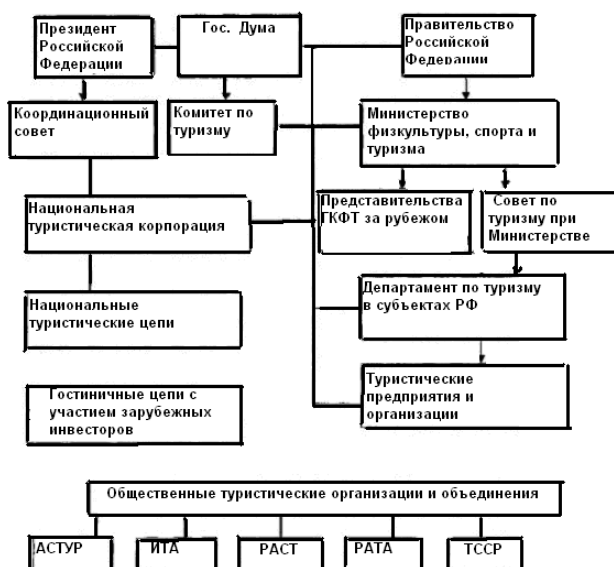 Президент
Российской
Федерации
Гос. Дума
Правительство
Российской
Федерации
Координационный
совет
Комитет по
туризму
Министерство
физкультуры, спорта и
туризма
Национальная
туристическая корпорация
Представительства
ГКФТ за рубежом
Совет по
туризму при
Министерстве
Национальные
туристические цепи
Департамент по туризму
в субъектах РФ
Гостиничные цепи с
участием зарубежных
инвесторов
Туристические
предприятия и
организации
Общественные туристические организации и объединения
АСТУР
ИТА
РАСТ
РАТА
ТССР